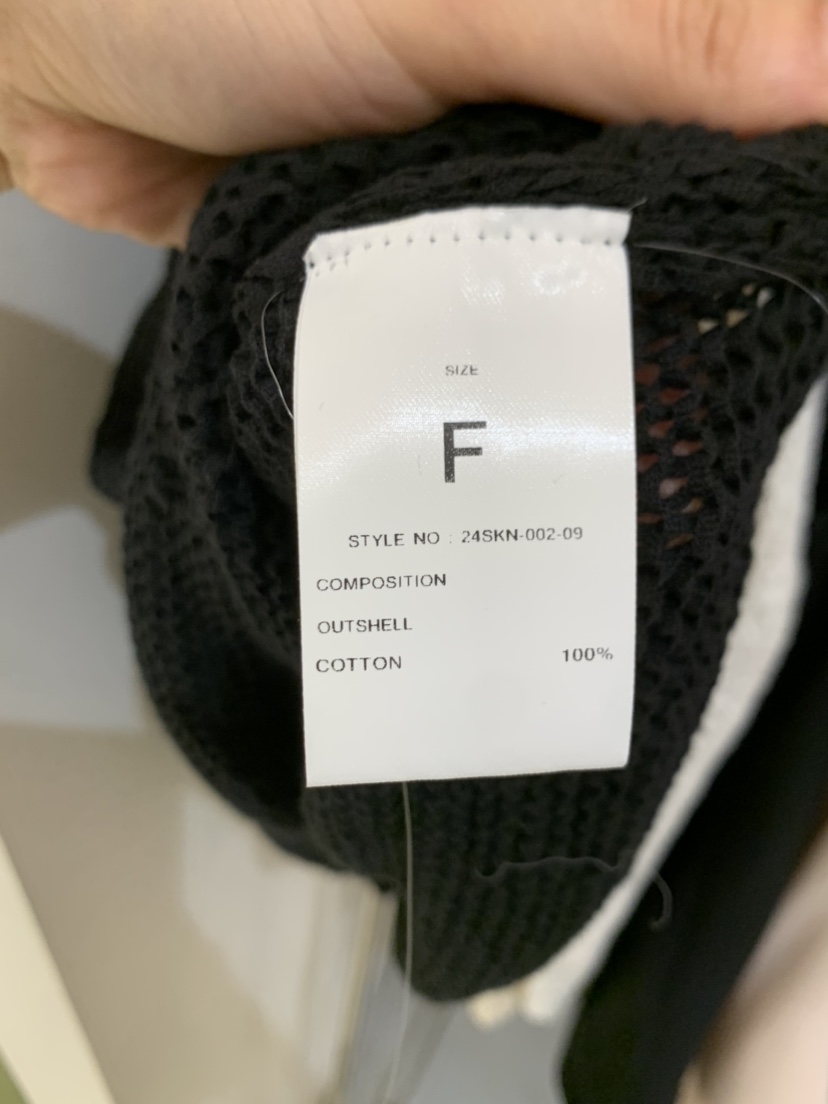 SIZE
F
STYLE NO : 24SKN-002-09
COMPOSITION
OUTSHELL
COTTON 100%